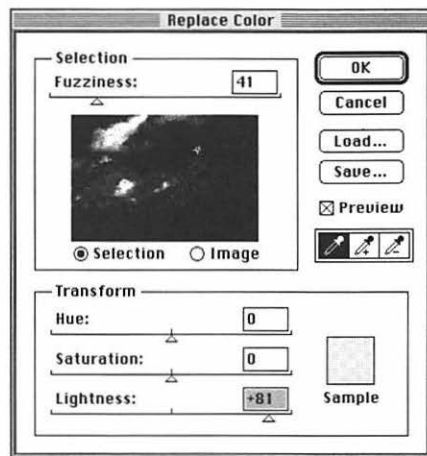 Replace Color
Selection
Fuzziness: 41
Selection Image
OK
Cancel
Load...
Save...
Preview
Transform
Hue: 0
Saturation: 0
Lightness: +81
Sample